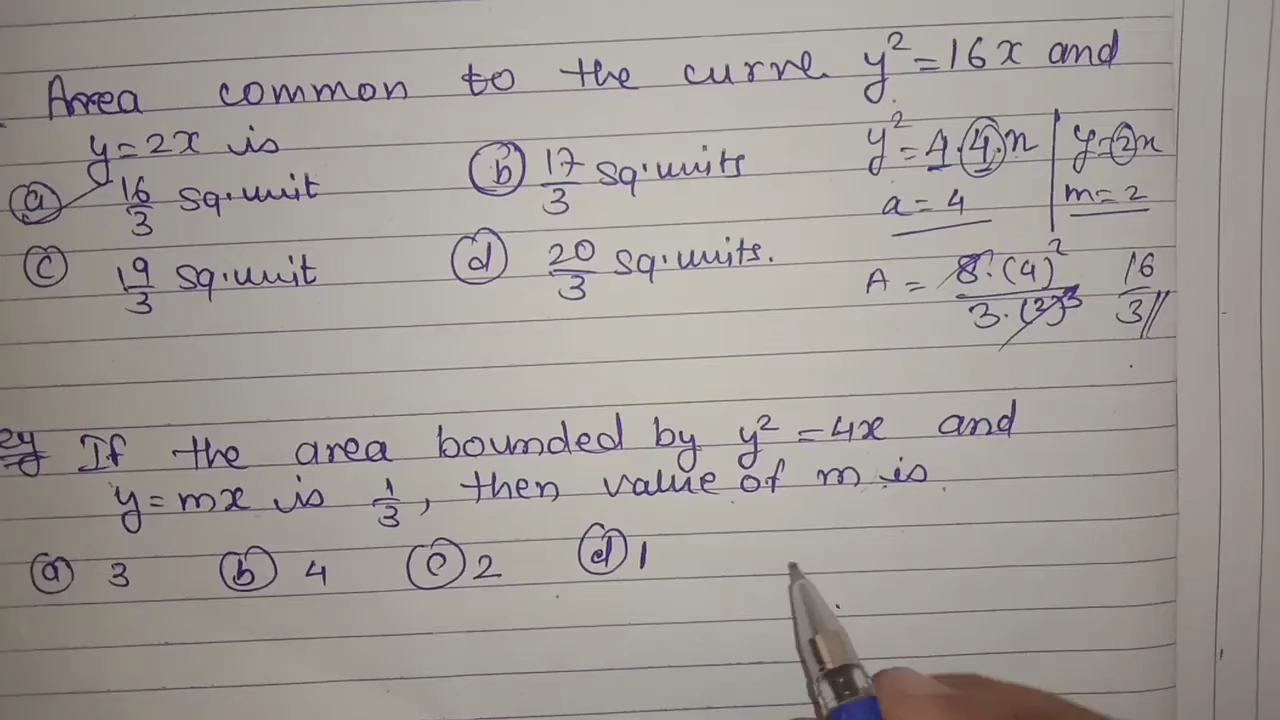 Area common to the curve y² = 16x and
y = 2x is
(a) 16/3 sq. unit (b) 17/3 sq. units
(c) 19/3 sq. unit (d) 20/3 sq. units.
y² = 4.(4).x | y = 2x
a = 4 | m = 2
A = 8.(4)²/3.(2)³ 16/3 //
eg If the area bounded by y² = 4x and
y = mx is 1/3, then value of m is
(a) 3 (b) 4 (c) 2 (d) 1